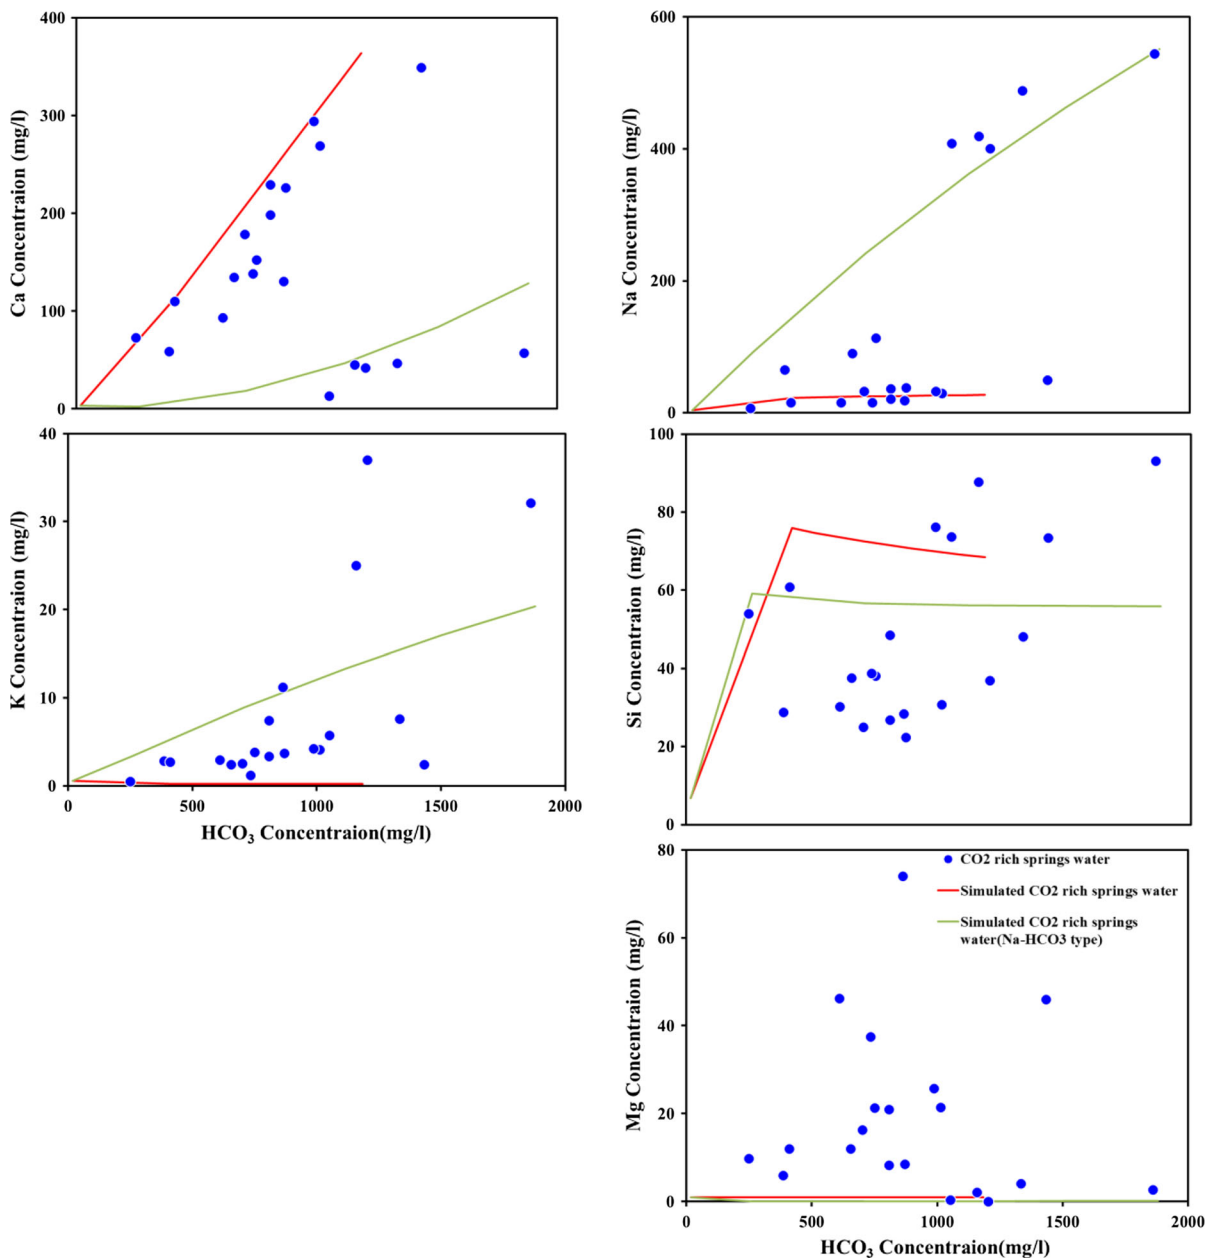 400
300
200
100
0
Ca Concentraion (mg/l)
600
400
200
0
Na Concentraion (mg/l)
40
30
20
10
0
K Concentraion (mg/l)
0 500 1000 1500 2000
HCO3 Concentraion(mg/l)
100
80
60
40
20
0
Si Concentraion (mg/l)
80
60
40
20
0
Mg Concentraion (mg/l)
CO2 rich springs water
Simulated CO2 rich springs water
Simulated CO2 rich springs
water(Na-HCO3 type)
0 500 1000 1500 2000
HCO3 Concentraion(mg/l)